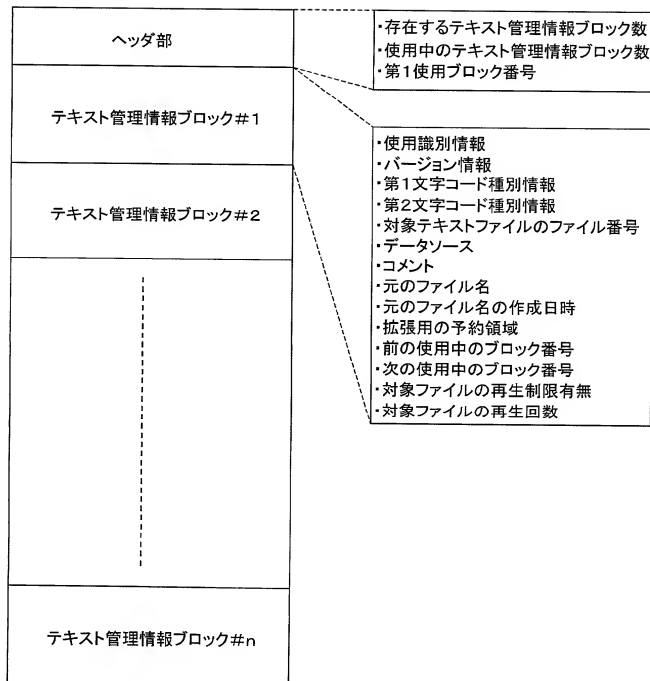 ヘッダ部
・存在するテキスト管理情報ブロック数
・使用中のテキスト管理情報ブロック数
・第1使用ブロック番号
テキスト管理情報ブロック#1
・使用識別情報
・バージョン情報
・第1文字コード種別情報
・第2文字コード種別情報
・対象テキストファイルのファイル番号
・データソース
・コメント
・元のファイル名
・元のファイル名の作成日時
・拡張用の予約領域
・前の使用中のブロック番号
・次の使用中のブロック番号
・対象ファイルの再生制限有無
・対象ファイルの再生回数
テキスト管理情報ブロック#2
テキスト管理情報ブロック#n